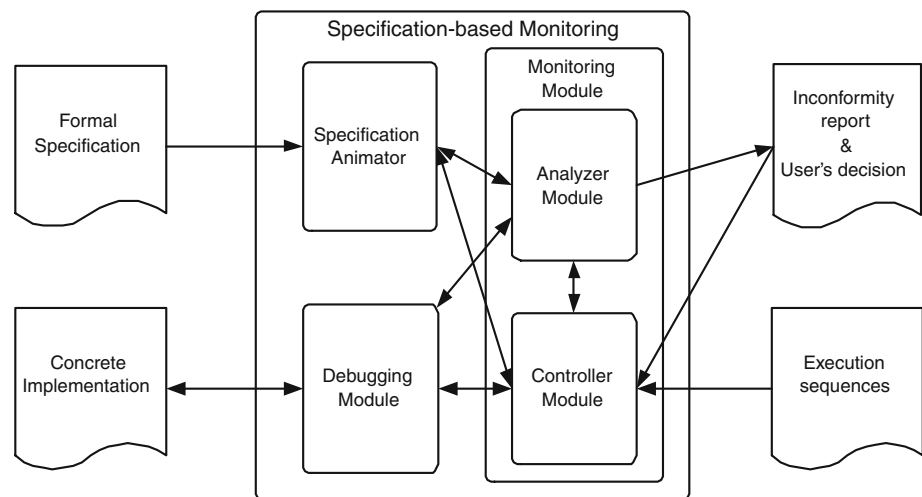 Specification-based Monitoring
Formal
Specification
Specification
Animator
Monitoring
Module
Analyzer
Module
Inconformity
report
&
User's decision
Concrete
Implementation
Debugging
Module
Controller
Module
Execution
sequences